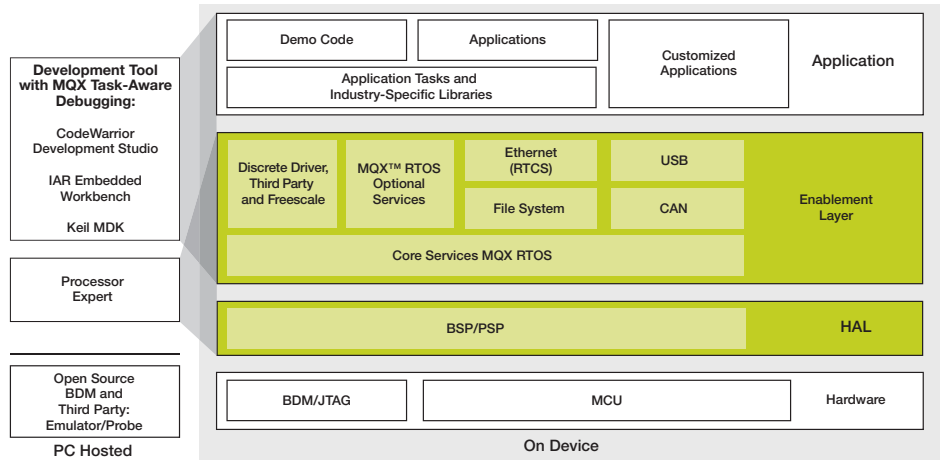 Development Tool
with MQX Task-Aware
Debugging:
CodeWarrior
Development Studio
IAR Embedded
Workbench
Keil MDK
Processor
Expert
Open Source
BDM and
Third Party:
Emulator/Probe
PC Hosted
Demo Code
Applications
Application Tasks and
Industry-Specific Libraries
Customized
Applications
Application
Discrete Driver,
Third Party
and Freescale
MQX™ RTOS
Optional
Services
Ethernet
(RTCS)
File System
USB
CAN
Core Services MQX RTOS
Enablement
Layer
BSP/PSP
HAL
BDM/JTAG
MCU
Hardware
On Device